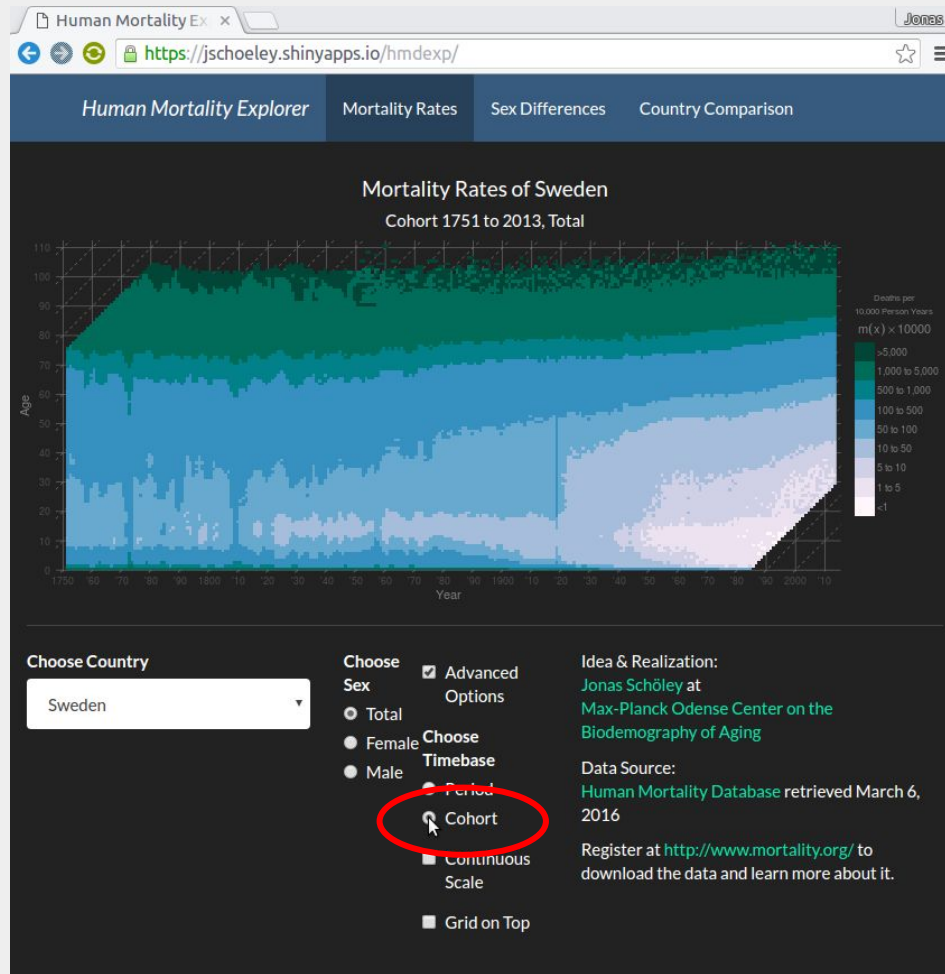 Human Mortality Ex
Jonas
https://jschoeley.shinyapps.io/hmdexp/
Human Mortality Explorer
Mortality Rates
Sex Differences
Country Comparison
Mortality Rates of Sweden
Cohort 1751 to 2013, Total
110
100
90
80
70
60
50
40
30
20
10
0
Age
1750 '60 '70 '80 '90 1800 '10 '20 '30 '40 '50 '60 '70 '80 '90 1900 '10 '20 '30 '40 '50 '60 '70 '80 '90 2000 '10
Year
Deaths per
10,000 Person Years
m(x) × 10000
>5,000
1,000 to 5,000
500 to 1,000
100 to 500
50 to 100
10 to 50
5 to 10
1 to 5
<1
Choose Country
Sweden
Choose
Sex
Total
Female
Male
Advanced
Options
Choose
Timebase
Period
Cohort
Continuous
Scale
Grid on Top
Idea & Realization:
Jonas Schöley at
Max-Planck Odense Center on the
Biodemography of Aging
Data Source:
Human Mortality Database retrieved March 6,
2016
Register at http://www.mortality.org/ to
download the data and learn more about it.